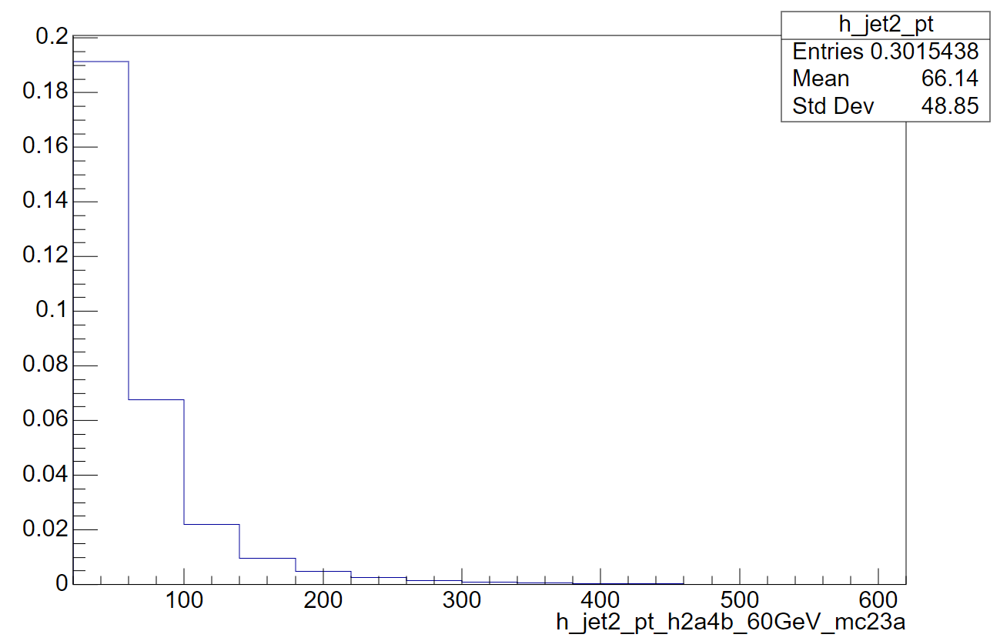 h_jet2_pt
Entries 0.3015438
Mean 66.14
Std Dev 48.85
0.2
0.18
0.16
0.14
0.12
0.1
0.08
0.06
0.04
0.02
0
100 200 300 400 500 600
h_jet2_pt_h2a4b_60GeV_mc23a